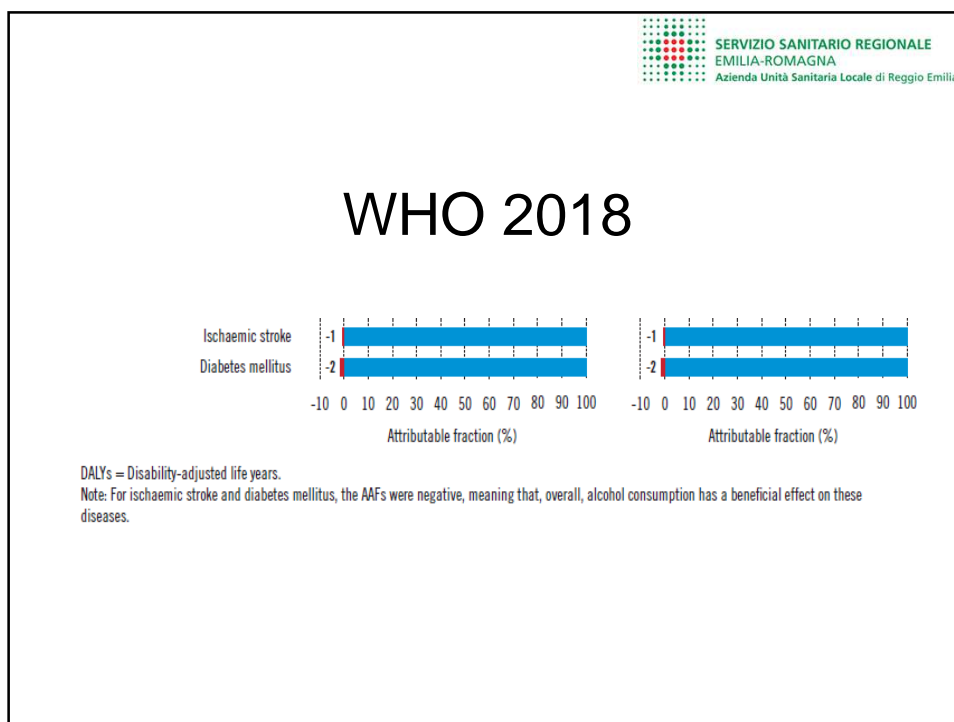 SERVIZIO SANITARIO REGIONALE
EMILIA-ROMAGNA
Azienda Unità Sanitaria Locale di Reggio Emilia
WHO 2018
Ischaemic stroke -1 -1
Diabetes mellitus -2 -2
-10 0 10 20 30 40 50 60 70 80 90 100 -10 0 10 20 30 40 50 60 70 80 90 100
Attributable fraction (%) Attributable fraction (%)
DALYs = Disability-adjusted life years.
Note: For ischaemic stroke and diabetes mellitus, the AAFs were negative, meaning that, overall, alcohol consumption has a beneficial effect on these
diseases.